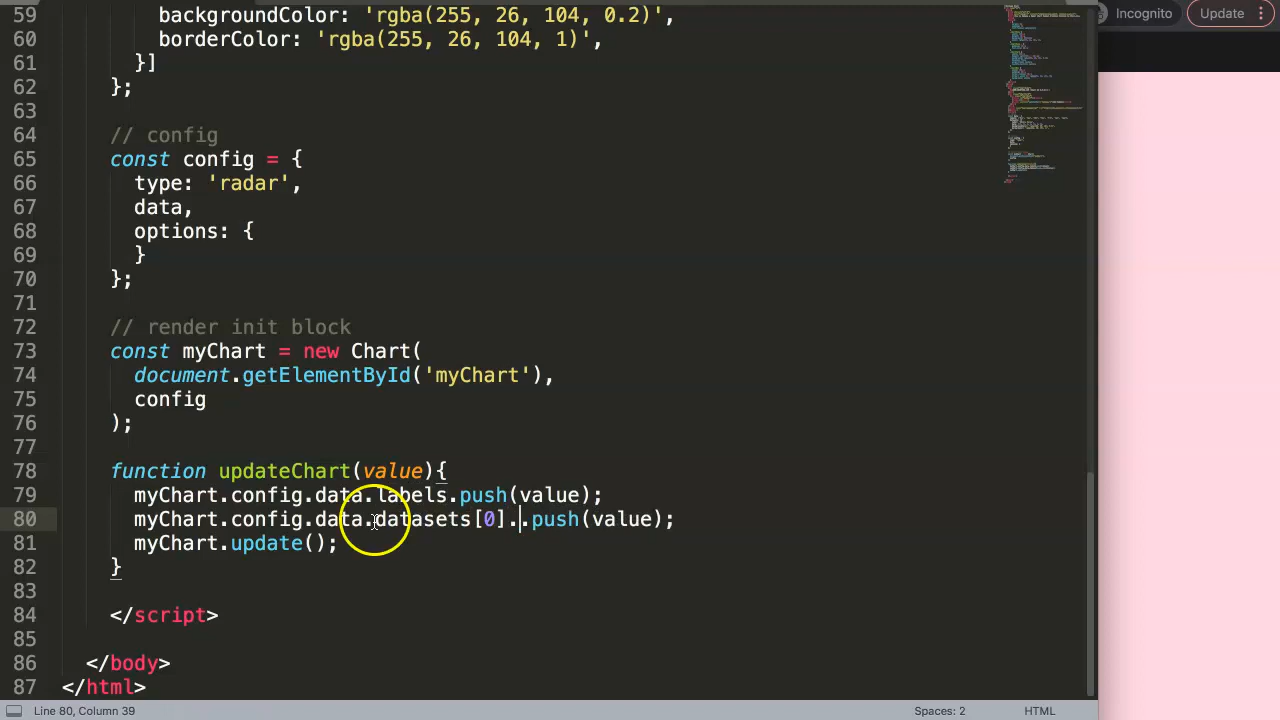 59 backgroundColor: 'rgba(255, 26, 104, 0.2)',
60 borderColor: 'rgba(255, 26, 104, 1)',
61 }]
62 };
63
64 // config
65 const config = {
66 type: 'radar',
67 data,
68 options: {
69 }
70 };
71
72 // render init block
73 const myChart = new Chart(
74 document.getElementById('myChart'),
75 config
76 );
77
78 function updateChart(value){
79 myChart.config.data.labels.push(value);
80 myChart.config.data.datasets[0]..push(value);
81 myChart.update();
82 }
83
84 </script>
85
86 </body>
87 </html>
Line 80, Column 39
Spaces: 2
HTML
Incognito
Update